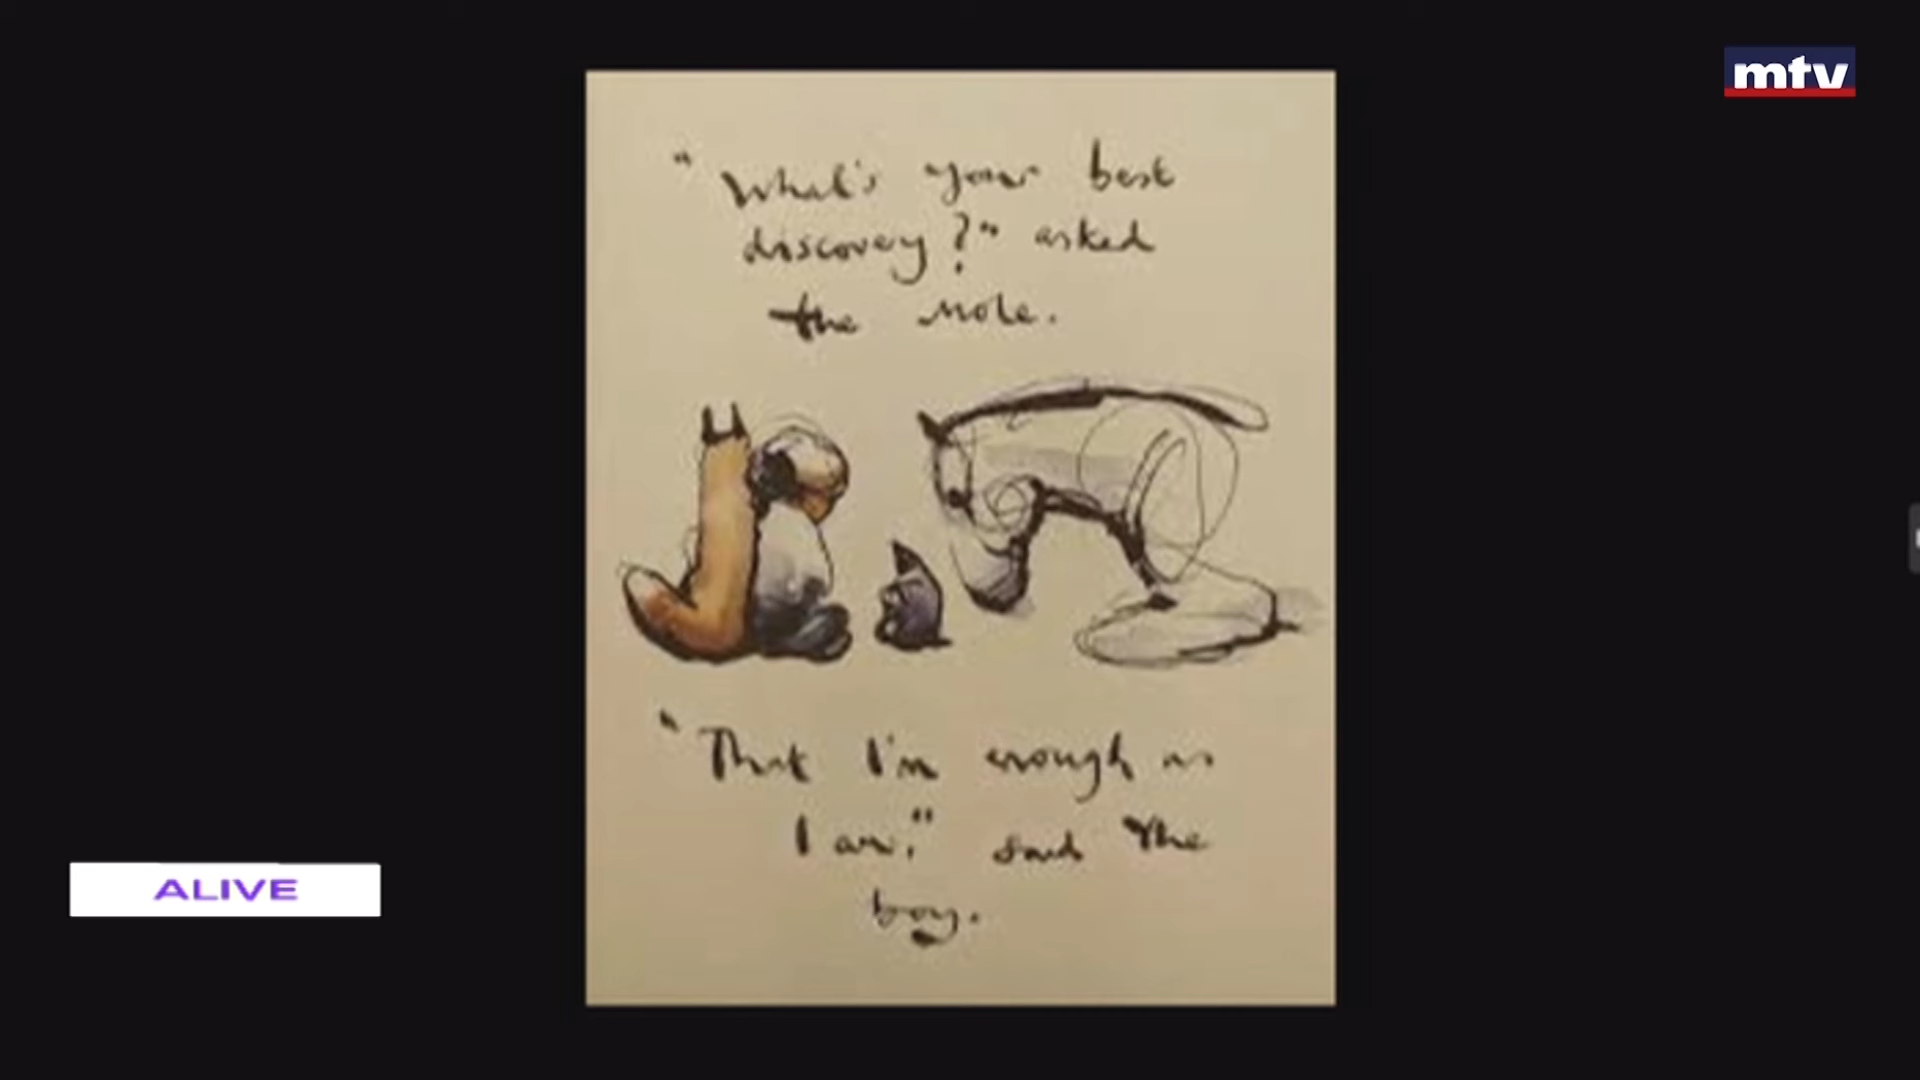 mtv
"What's your best
discovery?" asked
the mole.
"That I'm enough as
I am." said the
boy.
ALIVE